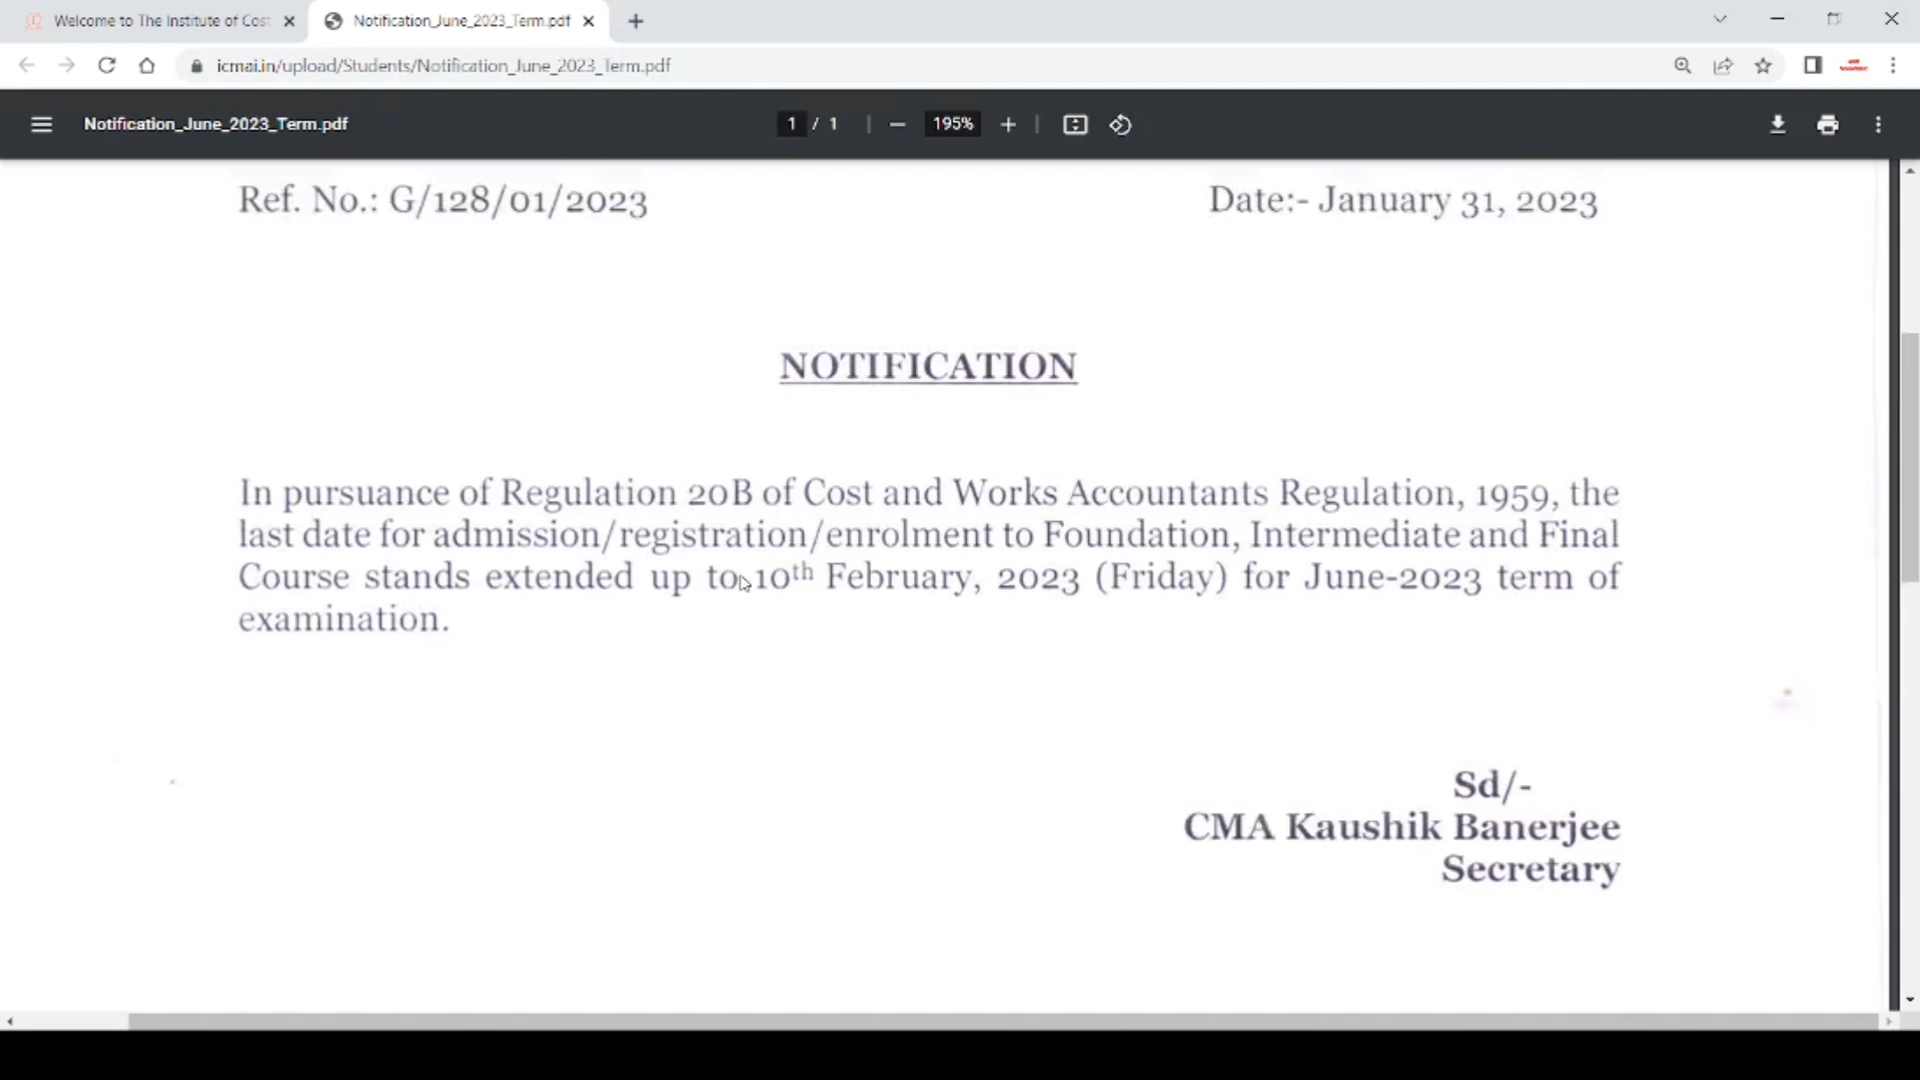 Welcome to The Institute of Cost
Notification_June_2023_Term.pdf
icmai.in/upload/Students/Notification_June_2023_Term.pdf
Notification_June_2023_Term.pdf
1 / 1
195%
Ref. No.: G/128/01/2023 Date:- January 31, 2023
NOTIFICATION
In pursuance of Regulation 20B of Cost and Works Accountants Regulation, 1959, the
last date for admission/registration/enrolment to Foundation, Intermediate and Final
Course stands extended up to 10th February, 2023 (Friday) for June-2023 term of
examination.
Sd/-
CMA Kaushik Banerjee
Secretary